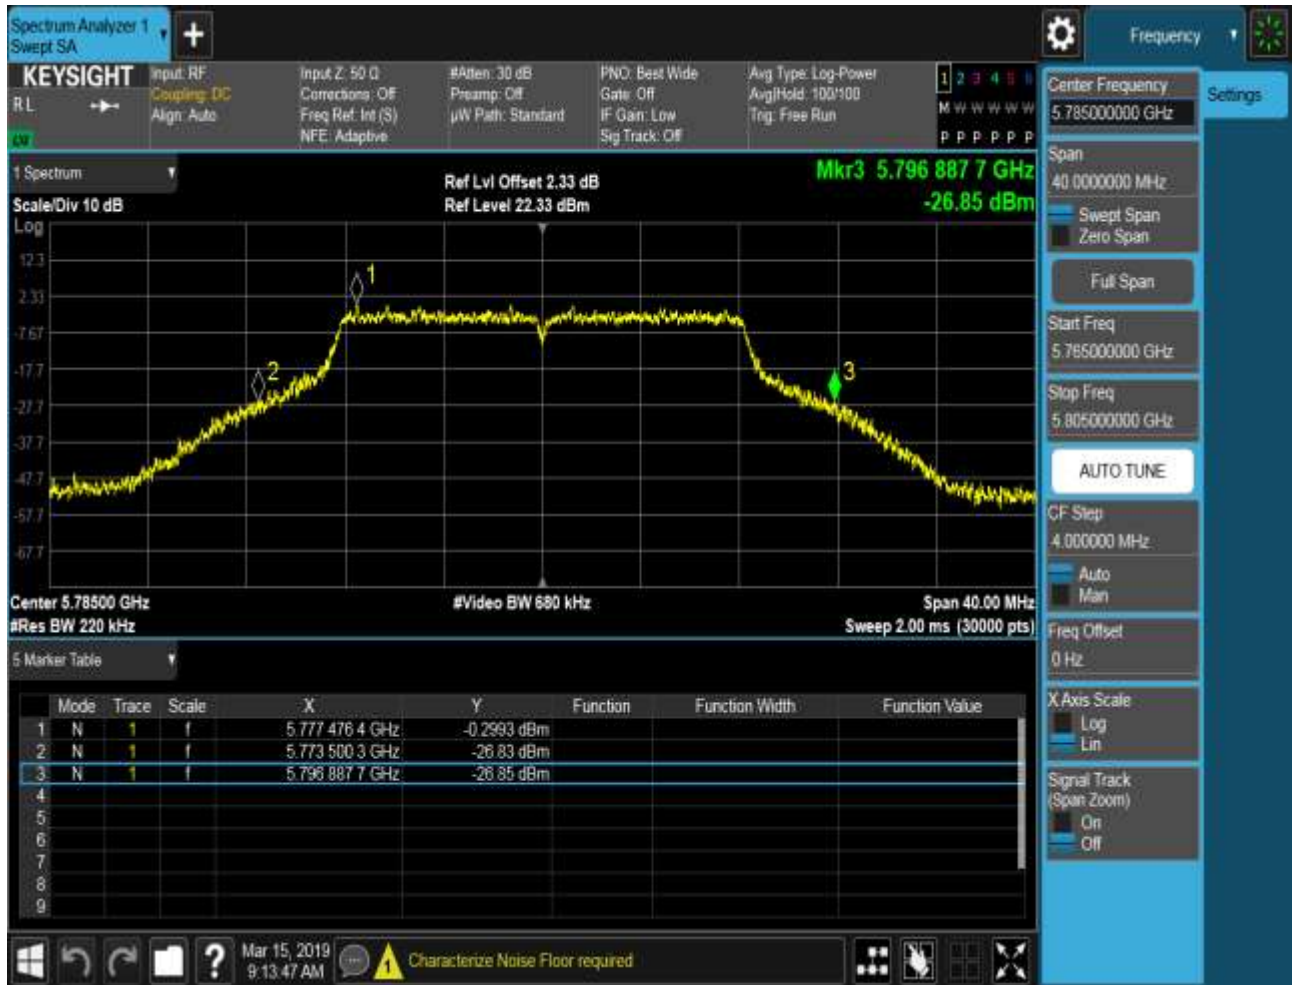 Spectrum Analyzer 1
Swept SA
+
Frequency
KEYSIGHT
RL
Input: RF
Coupling: DC
Align: Auto
Input Z: 50 Ω
Corrections: Off
Freq Ref: Int (S)
NFE: Adaptive
#Atten: 30 dB
Preamp: Off
µW Path: Standard
PNO: Best Wide
Gate: Off
IF Gain: Low
Sig Track: Off
Avg Type: Log-Power
Avg|Hold: 100/100
Trig: Free Run
1 2 3 4 5 6
M W W W W W
P P P P P P
1 Spectrum
Scale/Div 10 dB
Ref Lvl Offset 2.33 dB
Ref Level 22.33 dBm
Mkr3 5.796 887 7 GHz
-26.85 dBm
Log
12.3
2.33
-7.67
-17.7
-27.7
-37.7
-47.7
-57.7
-67.7
1
2
3
Center 5.78500 GHz
#Res BW 220 kHz
#Video BW 680 kHz
Span 40.00 MHz
Sweep 2.00 ms (30000 pts)
5 Marker Table
Mode Trace Scale X Y Function Function Width Function Value
1 N 1 f 5.777 476 4 GHz -0.2993 dBm
2 N 1 f 5.773 500 3 GHz -26.83 dBm
3 N 1 f 5.796 887 7 GHz -26.85 dBm
4
5
6
7
8
9
Center Frequency
5.785000000 GHz
Settings
Span
40.0000000 MHz
Swept Span
Zero Span
Full Span
Start Freq
5.765000000 GHz
Stop Freq
5.805000000 GHz
AUTO TUNE
CF Step
4.000000 MHz
Auto
Man
Freq Offset
0 Hz
X Axis Scale
Log
Lin
Signal Track
(Span Zoom)
On
Off
?
Mar 15, 2019
9:13:47 AM
1
Characterize Noise Floor required